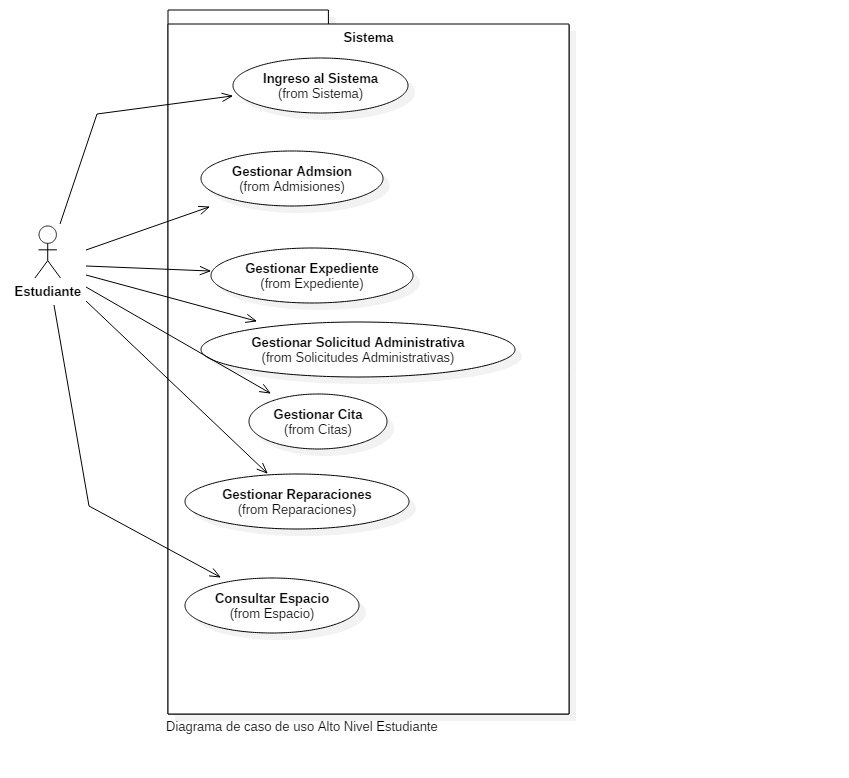 Sistema
Ingreso al Sistema
(from Sistema)
Gestionar Admsion
(from Admisiones)
Gestionar Expediente
(from Expediente)
Estudiante
Gestionar Solicitud Administrativa
(from Solicitudes Administrativas)
Gestionar Cita
(from Citas)
Gestionar Reparaciones
(from Reparaciones)
Consultar Espacio
(from Espacio)
Diagrama de caso de uso Alto Nivel Estudiante